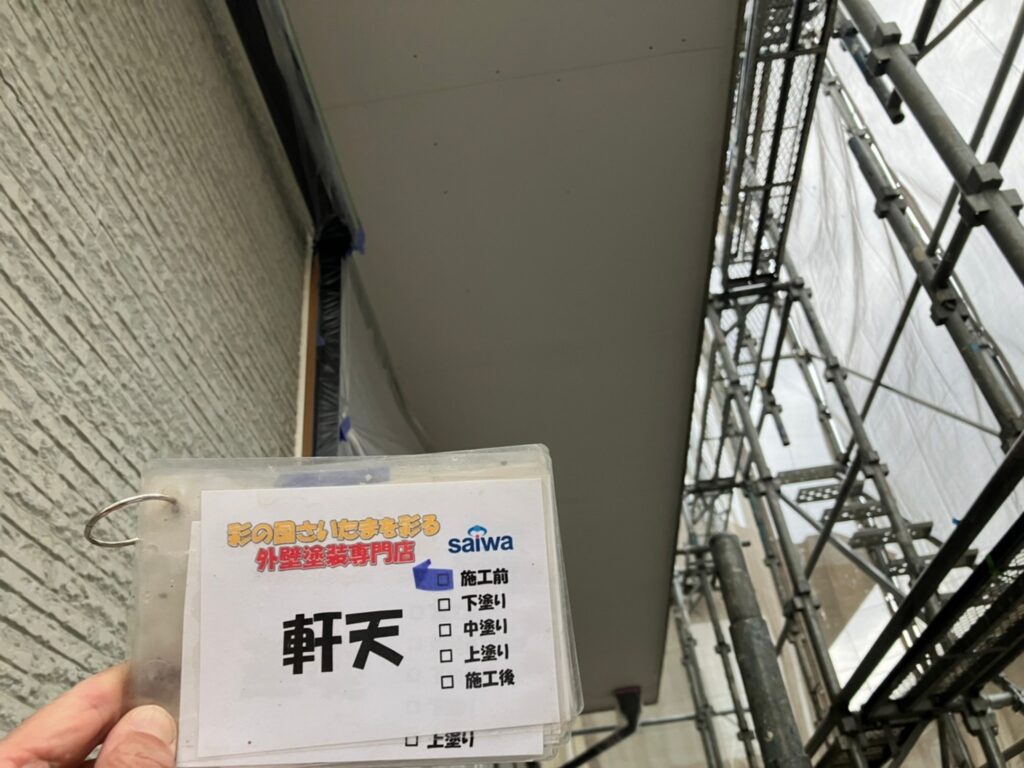 彩の国さいたまを彩る
外壁塗装専門店
saiwa
軒天
□ 施工前
□ 下塗り
□ 中塗り
□ 上塗り
□ 施工後
□ 上塗り